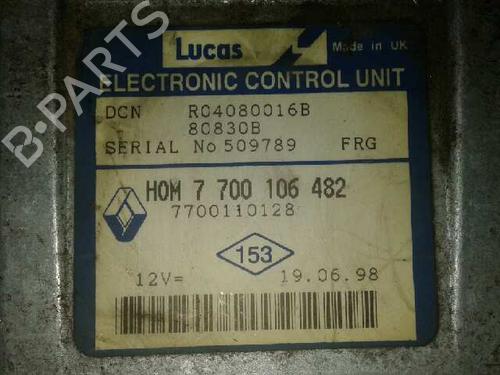 Lucas
Made in UK
ELECTRONIC CONTROL UNIT
DCN R04080016B
80830B
SERIAL No 509789 FRG
HOM 7 700 106 482
7700110128
153
12V= 19.06.98
B-PARTS